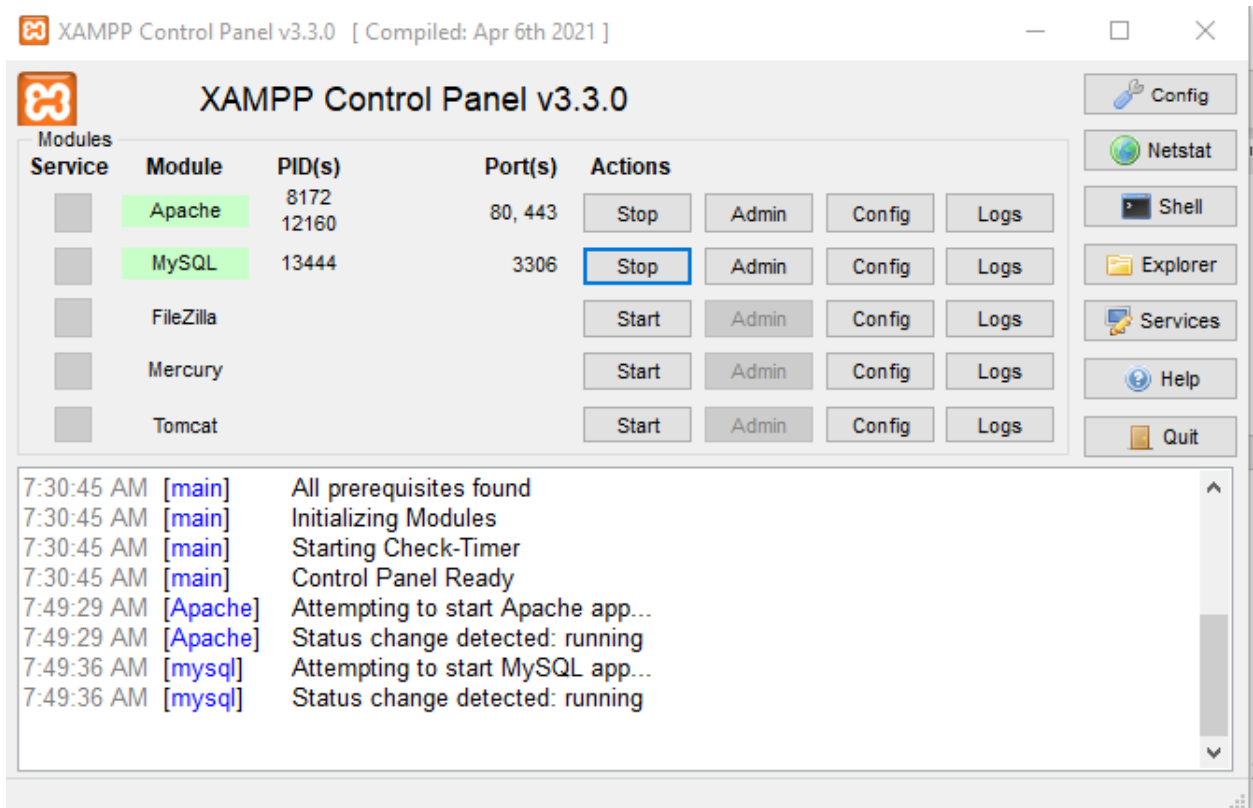 XAMPP Control Panel v3.3.0 [ Compiled: Apr 6th 2021 ]
XAMPP Control Panel v3.3.0
Config
Modules
Netstat
Service Module PID(s) Port(s) Actions
Apache 8172 12160 80, 443 Stop Admin Config Logs
Shell
MySQL 13444 3306 Stop Admin Config Logs
Explorer
FileZilla Start Admin Config Logs
Services
Mercury Start Admin Config Logs
Help
Tomcat Start Admin Config Logs
Quit
7:30:45 AM [main] All prerequisites found
7:30:45 AM [main] Initializing Modules
7:30:45 AM [main] Starting Check-Timer
7:30:45 AM [main] Control Panel Ready
7:49:29 AM [Apache] Attempting to start Apache app...
7:49:29 AM [Apache] Status change detected: running
7:49:36 AM [mysql] Attempting to start MySQL app...
7:49:36 AM [mysql] Status change detected: running